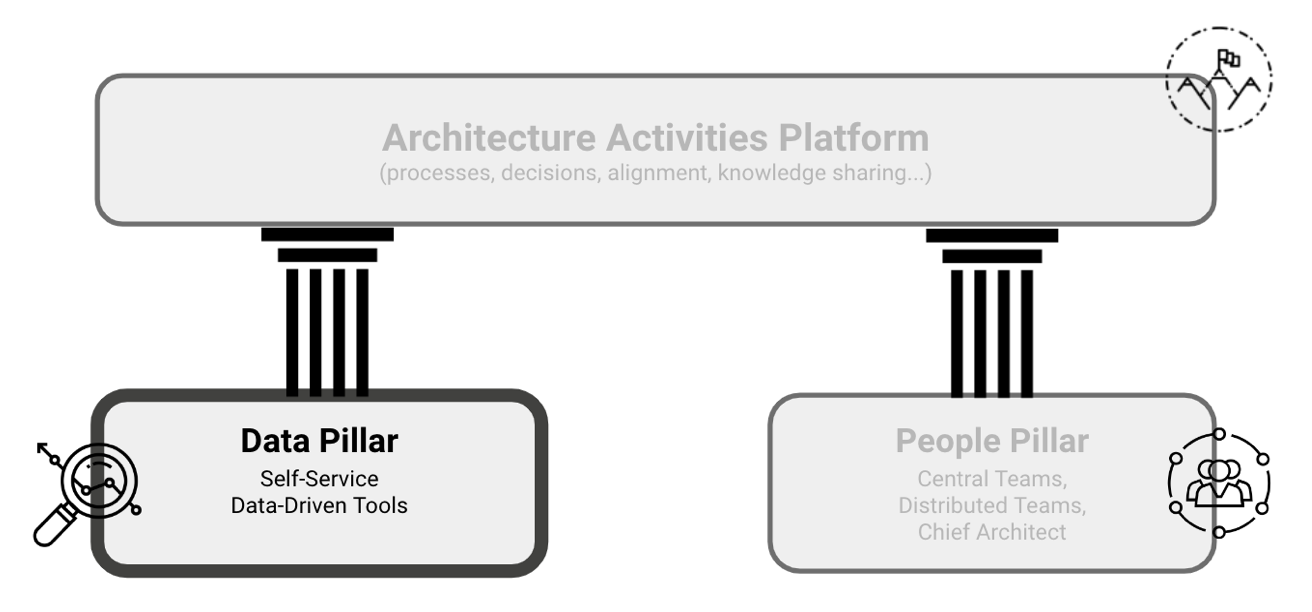 Architecture Activities Platform
(processes, decisions, alignment, knowledge sharing...)
Data Pillar
Self-Service
Data-Driven Tools
People Pillar
Central Teams,
Distributed Teams,
Chief Architect